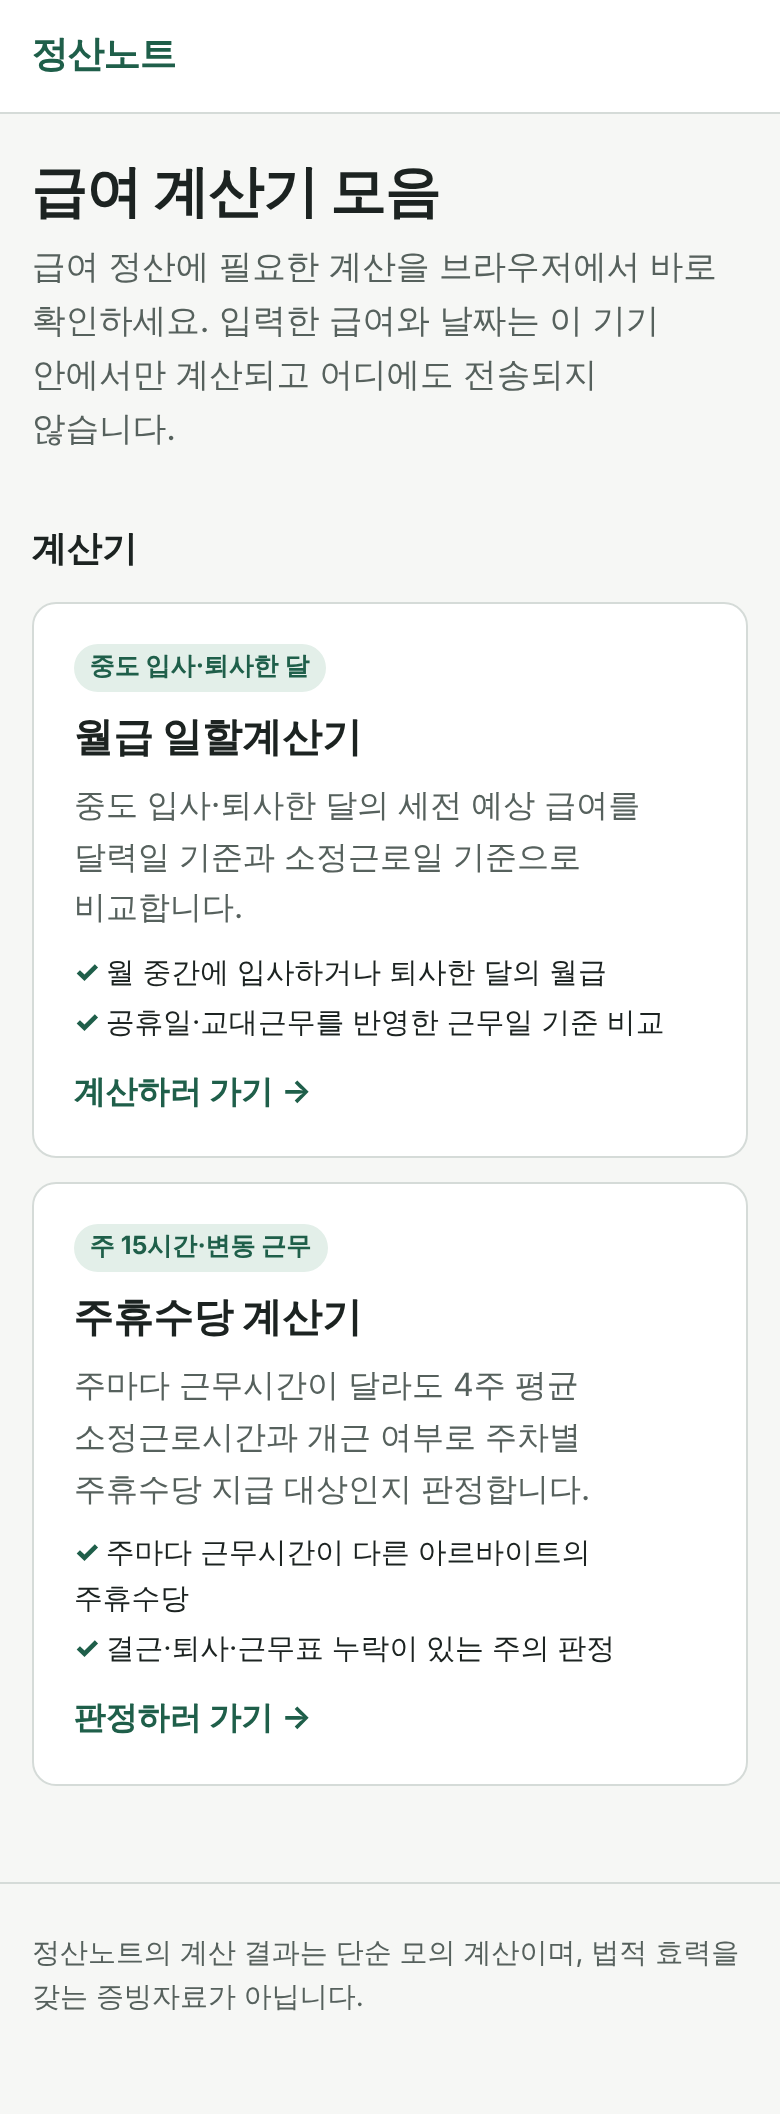 정산노트
급여 계산기 모음
급여 정산에 필요한 계산을 브라우저에서 바로
확인하세요. 입력한 급여와 날짜는 이 기기
안에서만 계산되고 어디에도 전송되지
않습니다.
계산기
중도 입사·퇴사한 달
월급 일할계산기
중도 입사·퇴사한 달의 세전 예상 급여를
달력일 기준과 소정근로일 기준으로
비교합니다.
✓ 월 중간에 입사하거나 퇴사한 달의 월급
✓ 공휴일·교대근무를 반영한 근무일 기준 비교
계산하러 가기 →
주 15시간·변동 근무
주휴수당 계산기
주마다 근무시간이 달라도 4주 평균
소정근로시간과 개근 여부로 주차별
주휴수당 지급 대상인지 판정합니다.
✓ 주마다 근무시간이 다른 아르바이트의
주휴수당
✓ 결근·퇴사·근무표 누락이 있는 주의 판정
판정하러 가기 →
정산노트의 계산 결과는 단순 모의 계산이며, 법적 효력을
갖는 증빙자료가 아닙니다.